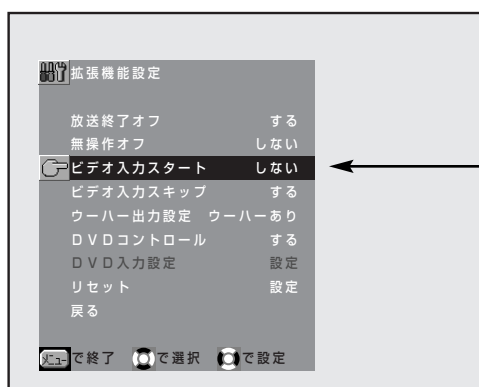 拡張機能設定
放送終了オフ する
無操作オフ しない
ビデオ入力スタート しない
ビデオ入力スキップ する
ウーハー出力設定 ウーハーあり
DVDコントロール する
DVD入力設定 設定
リセット 設定
戻る
メニューで終了 で選択 で設定